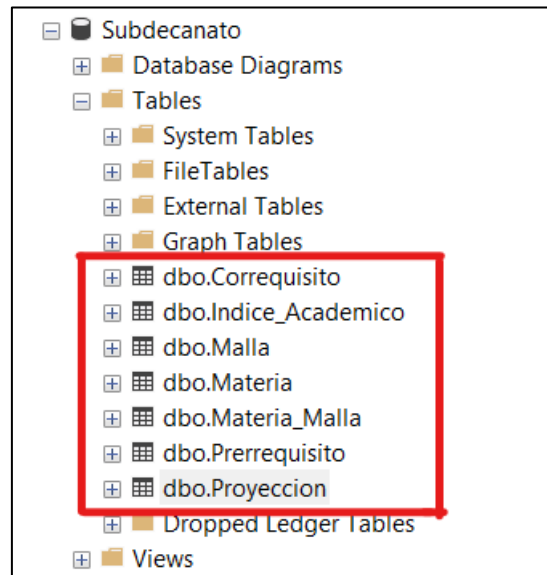 Subdecanato
Database Diagrams
Tables
System Tables
FileTables
External Tables
Graph Tables
dbo.Correquisito
dbo.Indice_Academico
dbo.Malla
dbo.Materia
dbo.Materia_Malla
dbo.Prerrequisito
dbo.Proyeccion
Dropped Ledger Tables
Views